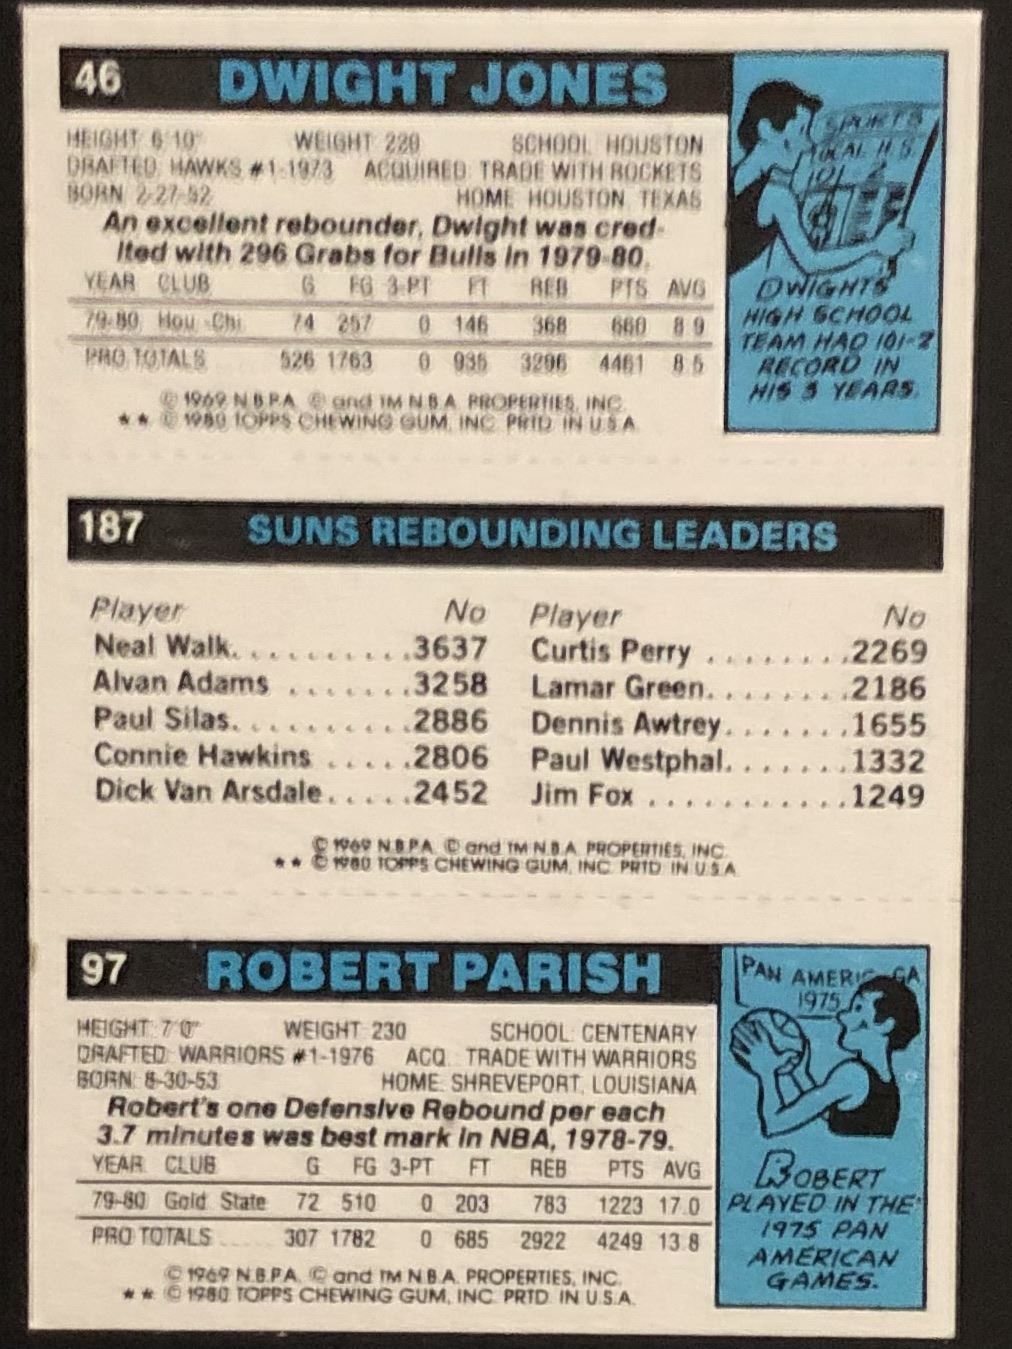 46 DWIGHT JONES
HEIGHT: 6'10" WEIGHT: 220 SCHOOL: HOUSTON
DRAFTED: HAWKS #1-1973 ACQUIRED: TRADE WITH ROCKETS
BORN: 2-27-52 HOME: HOUSTON, TEXAS
An excellent rebounder, Dwight was cred-
ited with 296 Grabs for Bulls in 1979-80.
YEAR CLUB G FG 3-PT FT REB PTS AVG
79-80 Hou.-Chi. 74 257 0 146 368 660 8.9
PRO TOTALS 526 1763 0 935 3296 4461 8.5
© 1969 N.B.P.A. © and TM N.B.A. PROPERTIES, INC.
** © 1980 TOPPS CHEWING GUM, INC. PRTD. IN U.S.A.
SPORTS
LOCAL H.S.
101-2
DWIGHT'S
HIGH SCHOOL
TEAM HAD 101-2
RECORD IN
HIS 3 YEARS.
187 SUNS REBOUNDING LEADERS
Player No. Player No.
Neal Walk..........3637 Curtis Perry ........2269
Alvan Adams .......3258 Lamar Green........2186
Paul Silas..........2886 Dennis Awtrey.......1655
Connie Hawkins .....2806 Paul Westphal.......1332
Dick Van Arsdale.....2452 Jim Fox ...........1249
© 1969 N.B.P.A. © and TM N.B.A. PROPERTIES, INC.
** © 1980 TOPPS CHEWING GUM, INC. PRTD. IN U.S.A.
97 ROBERT PARISH
HEIGHT: 7'0" WEIGHT: 230 SCHOOL: CENTENARY
DRAFTED: WARRIORS #1-1976 ACQ.: TRADE WITH WARRIORS
BORN: 8-30-53 HOME: SHREVEPORT, LOUISIANA
Robert's one Defensive Rebound per each
3.7 minutes was best mark in NBA, 1978-79.
YEAR CLUB G FG 3-PT FT REB PTS AVG
79-80 Gold. State 72 510 0 203 783 1223 17.0
PRO TOTALS 307 1782 0 685 2922 4249 13.8
© 1969 N.B.P.A. © and TM N.B.A. PROPERTIES, INC.
** © 1980 TOPPS CHEWING GUM, INC. PRTD. IN U.S.A.
PAN AMERIC GA
1975
ROBERT
PLAYED IN THE
1975 PAN
AMERICAN
GAMES.